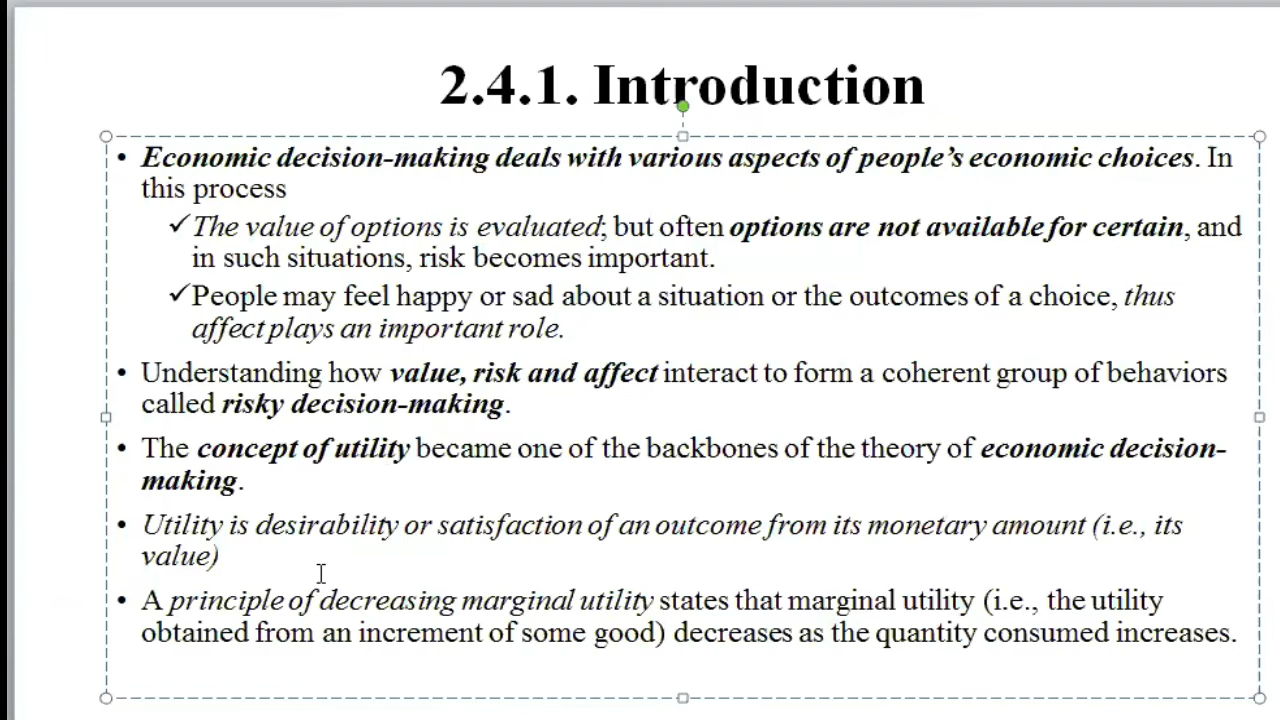 2.4.1. Introduction
• Economic decision-making deals with various aspects of people's economic choices. In
this process
✓The value of options is evaluated; but often options are not available for certain, and
in such situations, risk becomes important.
✓People may feel happy or sad about a situation or the outcomes of a choice, thus
affect plays an important role.
• Understanding how value, risk and affect interact to form a coherent group of behaviors
called risky decision-making.
• The concept of utility became one of the backbones of the theory of economic decision-
making.
• Utility is desirability or satisfaction of an outcome from its monetary amount (i.e., its
value)
• A principle of decreasing marginal utility states that marginal utility (i.e., the utility
obtained from an increment of some good) decreases as the quantity consumed increases.